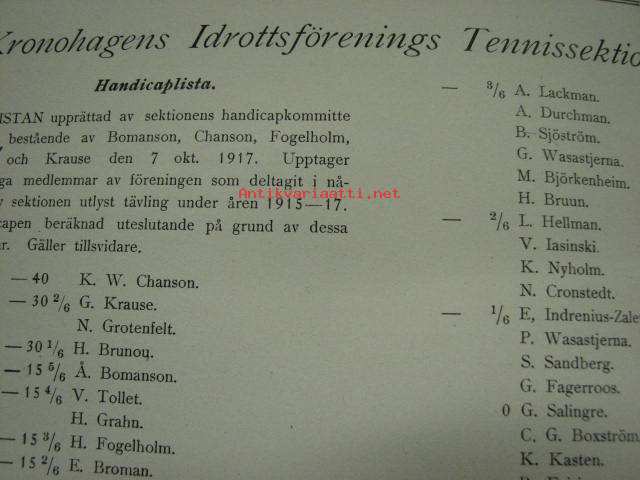 Kronohagens Idrottsförenings Tennissektio
Handicaplista.
ISTAN upprättad av sektionens handicapkommitte
bestående av Bomanson, Chanson, Fogelholm,
och Krause den 7 okt. 1917. Upptager
ga medlemmar av föreningen som deltagit i nå-
v sektionen utlyst tävling under åren 1915—17.
capen beräknad uteslutande på grund av dessa
ar. Gäller tillsvidare.
— 40 K. W. Chanson.
— 30 2/6 G. Krause.
N. Grotenfelt.
— 30 1/6 H. Brunou.
— 15 5/6 Å. Bomanson.
— 15 4/6 V. Tollet.
H. Grahn.
— 15 3/6 H. Fogelholm.
— 15 2/6 E. Broman.
— 3/6 A. Lackman.
A. Durchman.
B. Sjöström.
G. Wasastjerna.
M. Björkenheim.
H. Bruun.
— 2/6 L. Hellman.
V. Iasinski.
K. Nyholm.
N. Cronstedt.
— 1/6 E, Indrenius-Zale
P. Wasastjerna.
S. Sandberg.
G. Fagerroos.
0 G. Salingre.
C. G. Boxström
K. Kasten.
Antikvariaatti.net